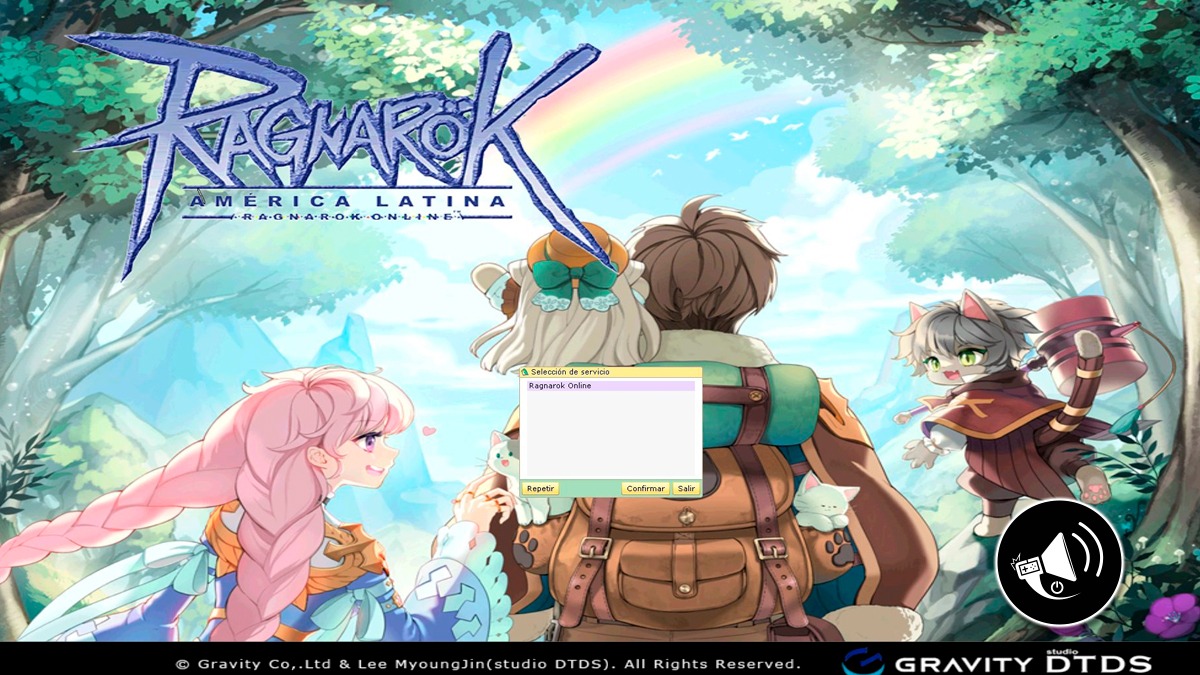 RAGNARÖK
AMÉRICA LATINA
RAGNAROK ONLINE
Selección de servicio
Ragnarok Online
Repetir
Confirmar
Salir
© Gravity Co,.Ltd & Lee MyoungJin(studio DTDS). All Rights Reserved.
GRAVITY
studio
DTDS